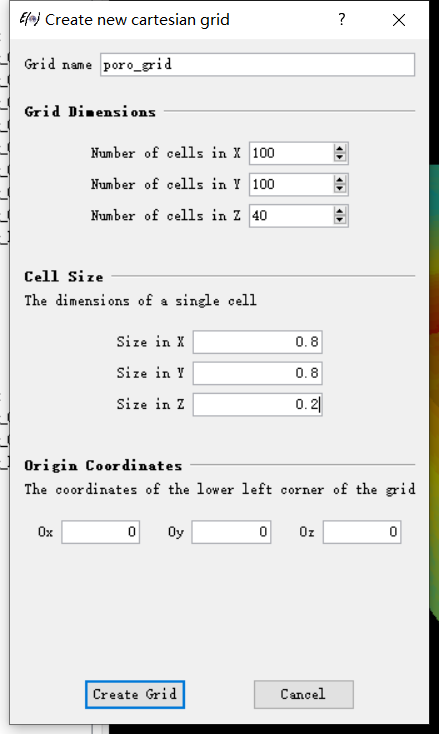 E{()} Create new cartesian grid ? ×
Grid name poro_grid
Grid Dimensions
Number of cells in X 100
Number of cells in Y 100
Number of cells in Z 40
Cell Size
The dimensions of a single cell
Size in X 0.8
Size in Y 0.8
Size in Z 0.2
Origin Coordinates
The coordinates of the lower left corner of the grid
Ox 0 Oy 0 Oz 0
Create Grid Cancel